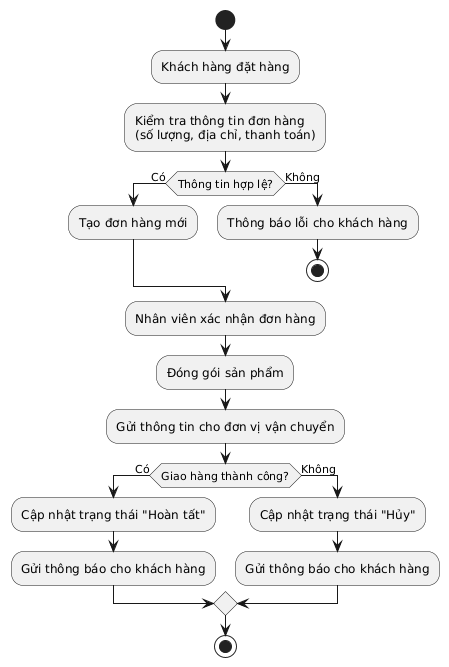 Khách hàng đặt hàng
Kiểm tra thông tin đơn hàng
(số lượng, địa chỉ, thanh toán)
Có
Thông tin hợp lệ?
Không
Tạo đơn hàng mới
Thông báo lỗi cho khách hàng
Nhân viên xác nhận đơn hàng
Đóng gói sản phẩm
Gửi thông tin cho đơn vị vận chuyển
Có
Giao hàng thành công?
Không
Cập nhật trạng thái "Hoàn tất"
Cập nhật trạng thái "Hủy"
Gửi thông báo cho khách hàng
Gửi thông báo cho khách hàng